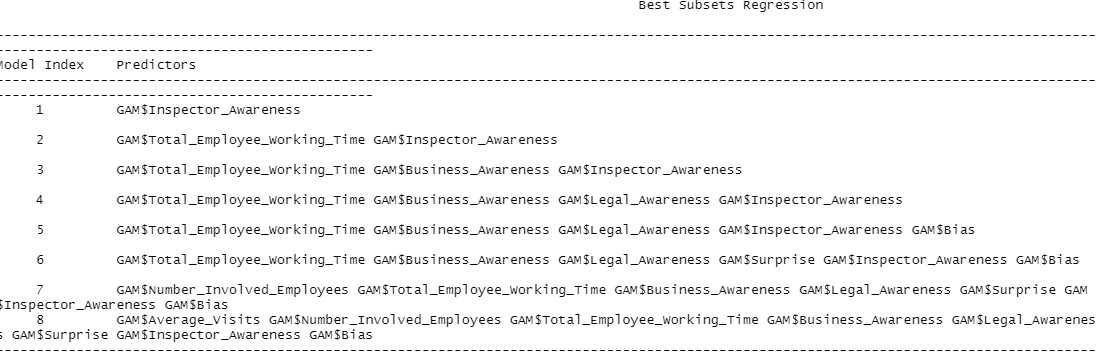 Best Subsets Regression
-----------------------------------------------------------------------------------------------------------------------------------------
-----------------------------------------------
Model Index    Predictors
-----------------------------------------------------------------------------------------------------------------------------------------
-----------------------------------------------
1    GAM$Inspector_Awareness
2    GAM$Total_Employee_Working_Time GAM$Inspector_Awareness
3    GAM$Total_Employee_Working_Time GAM$Business_Awareness GAM$Inspector_Awareness
4    GAM$Total_Employee_Working_Time GAM$Business_Awareness GAM$Legal_Awareness GAM$Inspector_Awareness
5    GAM$Total_Employee_Working_Time GAM$Business_Awareness GAM$Legal_Awareness GAM$Inspector_Awareness GAM$Bias
6    GAM$Total_Employee_Working_Time GAM$Business_Awareness GAM$Legal_Awareness GAM$Surprise GAM$Inspector_Awareness GAM$Bias
7    GAM$Number_Involved_Employees GAM$Total_Employee_Working_Time GAM$Business_Awareness GAM$Legal_Awareness GAM$Surprise GAM
$Inspector_Awareness GAM$Bias
8    GAM$Average_Visits GAM$Number_Involved_Employees GAM$Total_Employee_Working_Time GAM$Business_Awareness GAM$Legal_Awarenes
s GAM$Surprise GAM$Inspector_Awareness GAM$Bias
-----------------------------------------------------------------------------------------------------------------------------------------